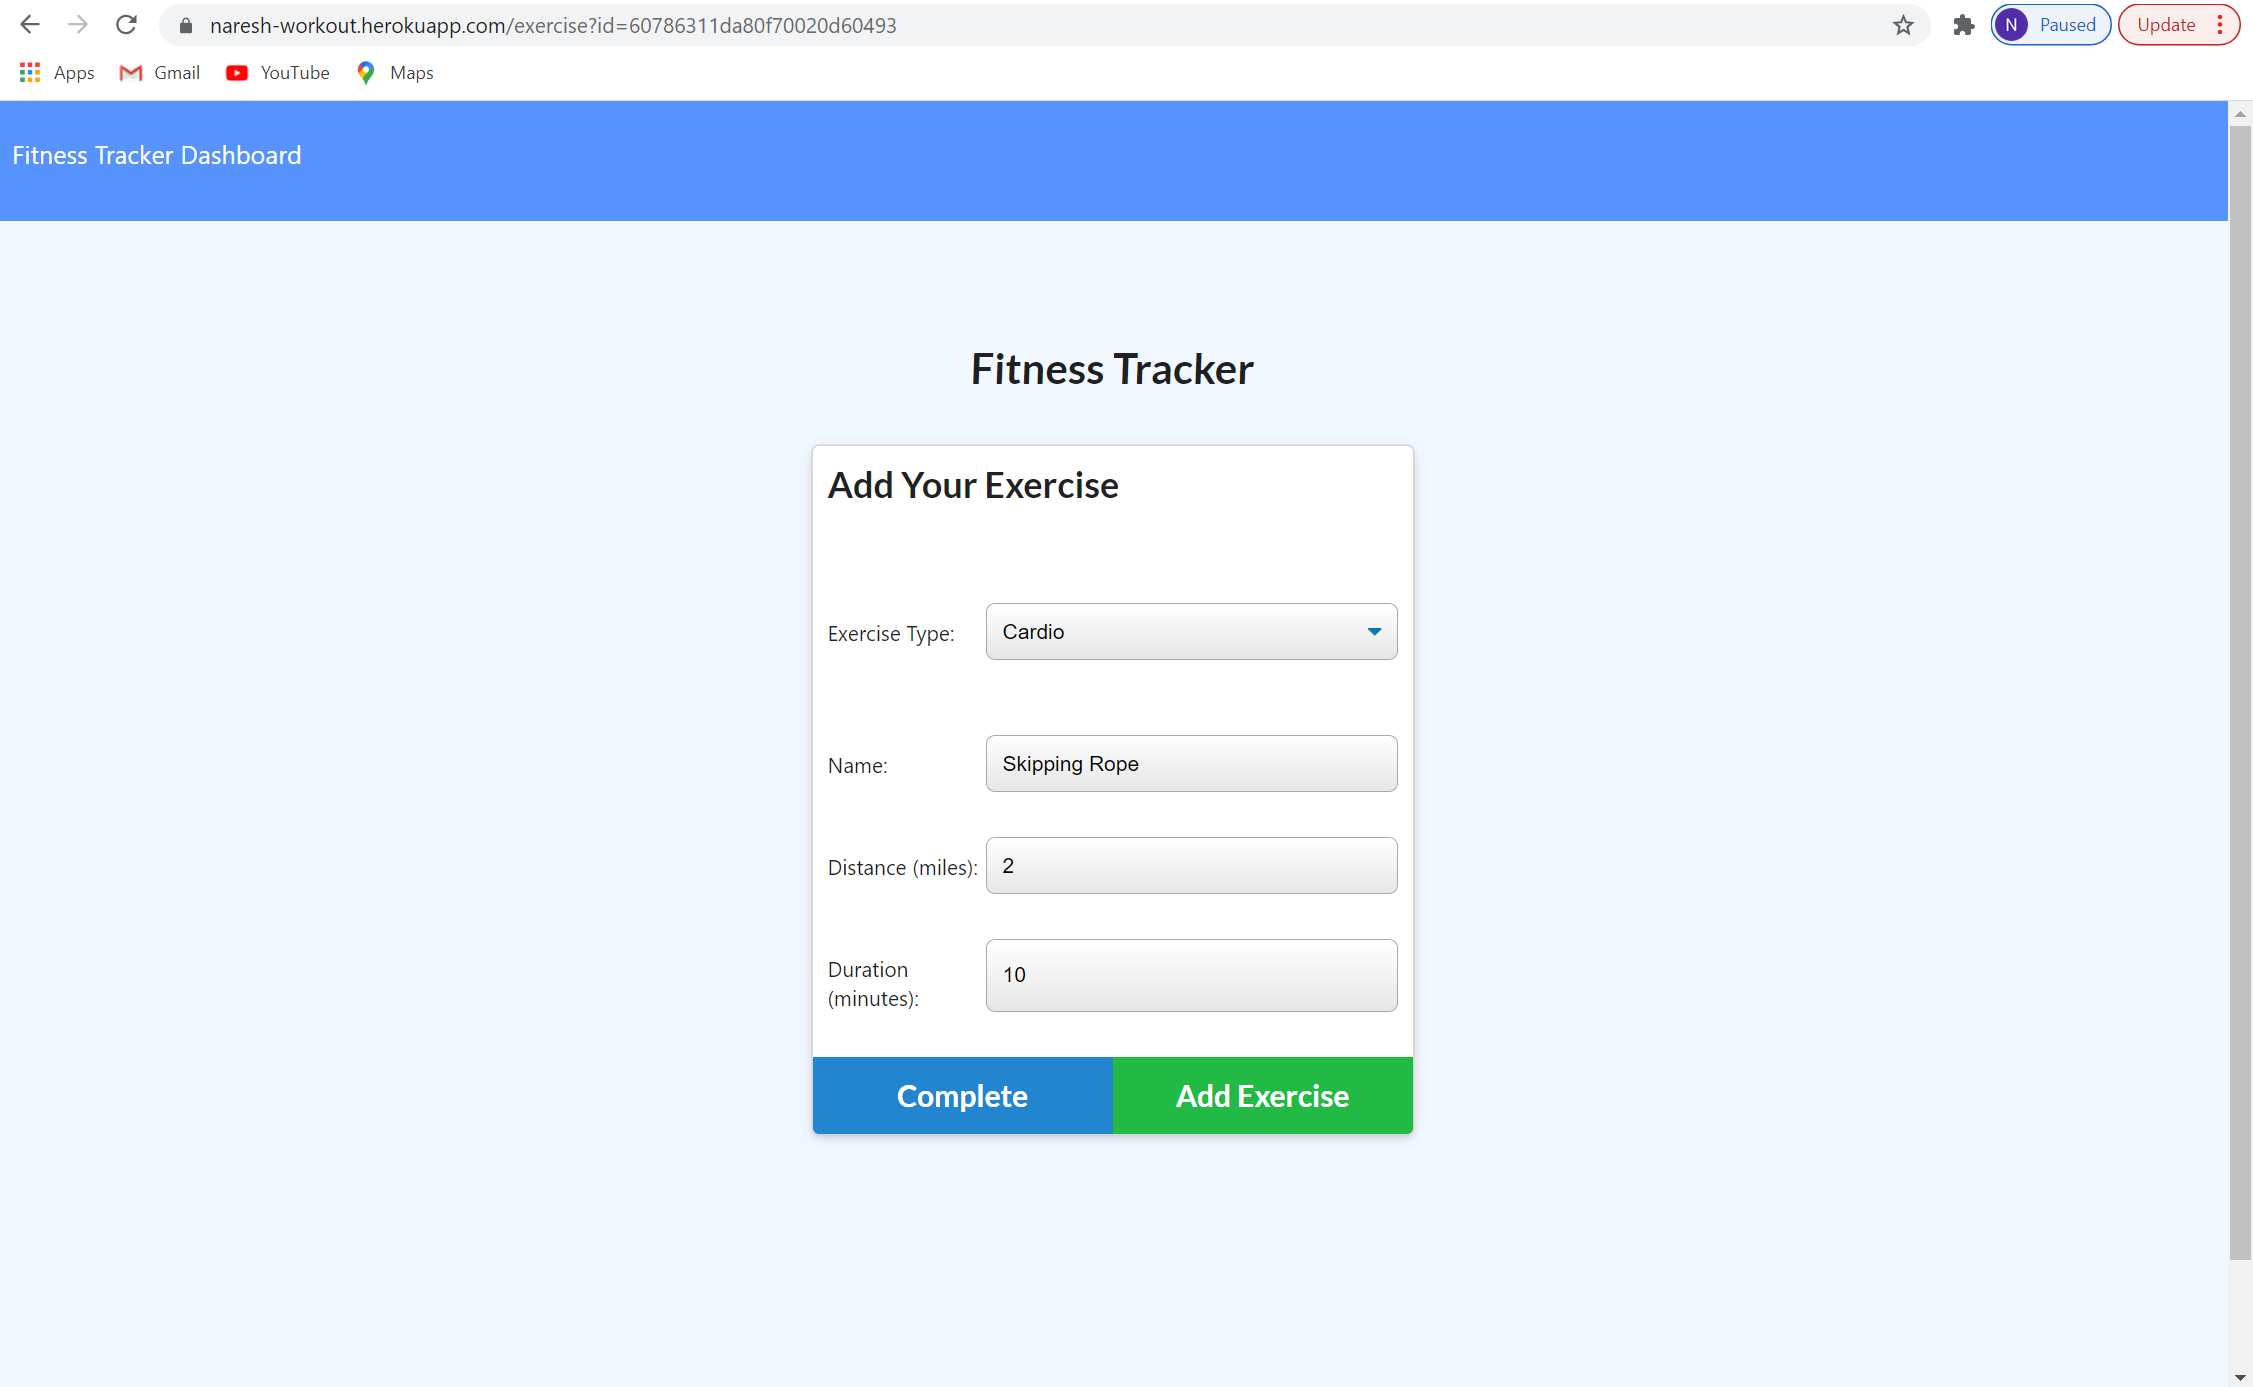 naresh-workout.herokuapp.com/exercise?id=60786311da80f70020d60493
N Paused Update
Apps Gmail YouTube Maps
Fitness Tracker Dashboard
Fitness Tracker
Add Your Exercise
Exercise Type: Cardio
Name: Skipping Rope
Distance (miles): 2
Duration (minutes): 10
Complete Add Exercise